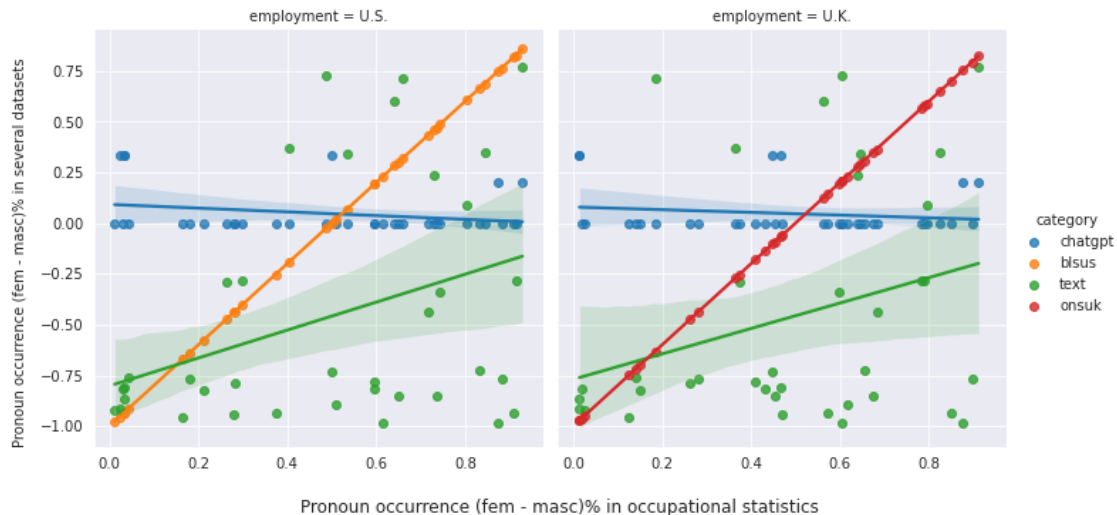 employment = U.S.
employment = U.K.
Pronoun occurrence (fem - masc)% in several datasets
0.75
0.50
0.25
0.00
−0.25
−0.50
−0.75
−1.00
0.0 0.2 0.4 0.6 0.8
0.0 0.2 0.4 0.6 0.8
category
chatgpt
blsus
text
onsuk
Pronoun occurrence (fem - masc)% in occupational statistics